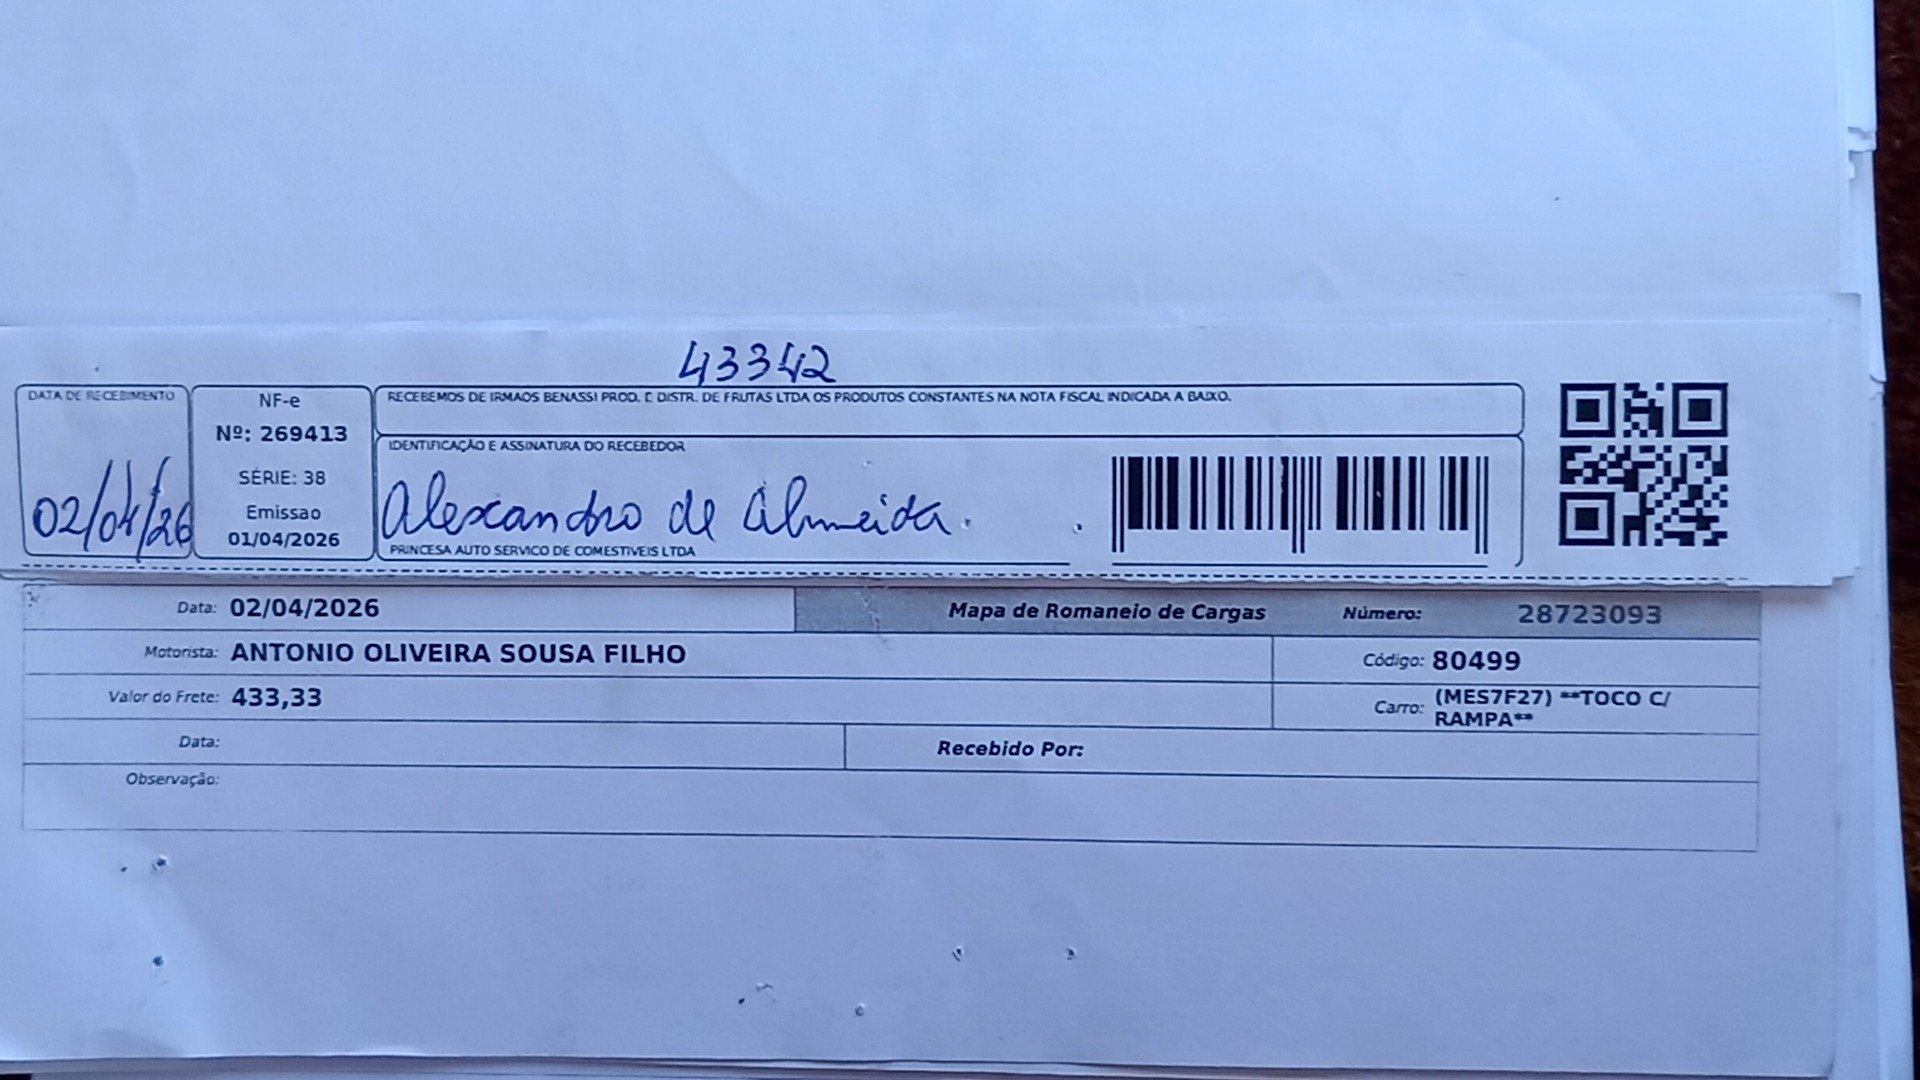 43342
DATA DE RECEBIMENTO
02/04/26
NF-e
Nº: 269413
SÉRIE: 38
Emissao
01/04/2026
RECEBEMOS DE IRMAOS BENASSI PROD. E DISTR. DE FRUTAS LTDA OS PRODUTOS CONSTANTES NA NOTA FISCAL INDICADA A BAIXO.
IDENTIFICAÇÃO E ASSINATURA DO RECEBEDOR
Alexandro de Almeida.
PRINCESA AUTO SERVICO DE COMESTIVEIS LTDA
Data: 02/04/2026 Mapa de Romaneio de Cargas Número: 28723093
Motorista: ANTONIO OLIVEIRA SOUSA FILHO Código: 80499
Valor do Frete: 433,33 Carro: (MES7F27) **TOCO C/
RAMPA**
Data: Recebido Por:
Observação: